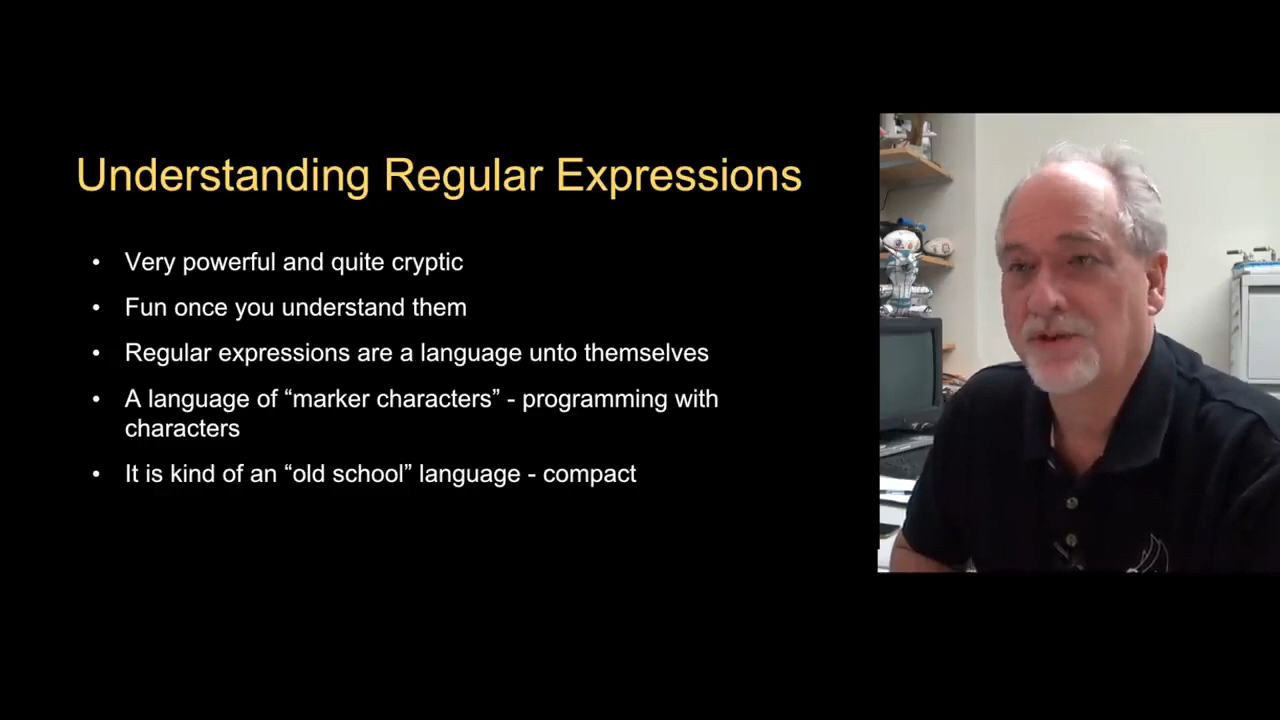 Understanding Regular Expressions
• Very powerful and quite cryptic
• Fun once you understand them
• Regular expressions are a language unto themselves
• A language of “marker characters” - programming with
characters
• It is kind of an “old school” language - compact